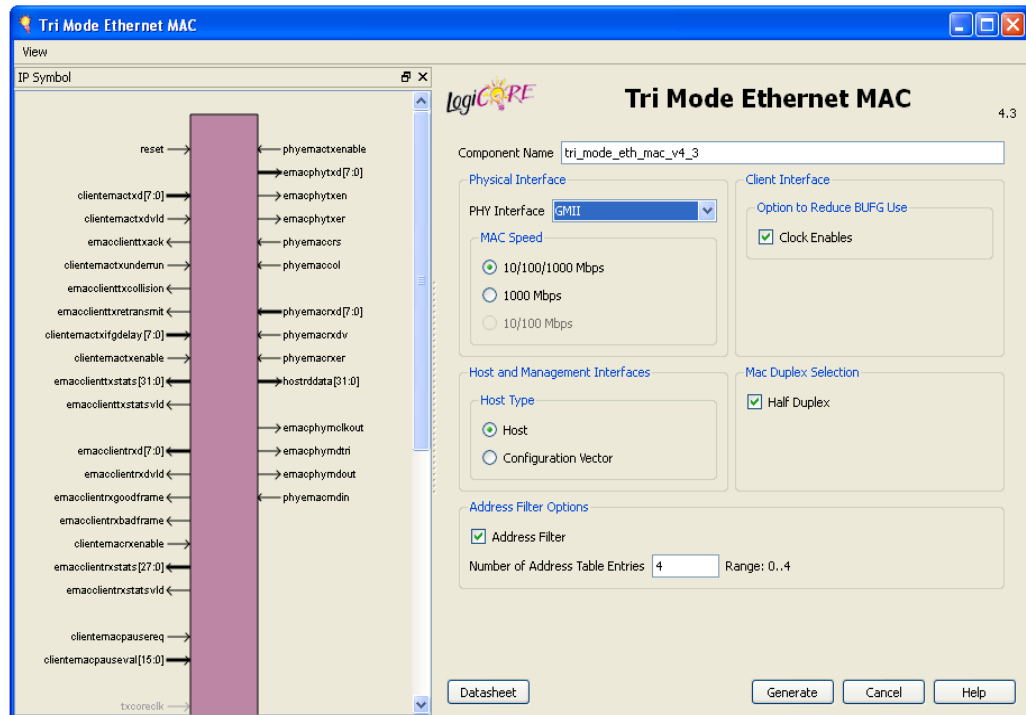 Tri Mode Ethernet MAC
View
IP Symbol
reset
clientemactxd[7:0]
clientemactxdvld
emacclienttxack
clientemactxunderrun
emacclienttxcollision
emacclienttxretransmit
clientemactxifgdelay[7:0]
clientemactxenable
emacclienttxstats[31:0]
emacclienttxstatsvld
emacclientrxd[7:0]
emacclientrxdvld
emacclientrxgoodframe
emacclientrxbadframe
clientemacrxenable
emacclientrxstats[27:0]
emacclientrxstatsvld
clientemacpausereq
clientemacpauseval[15:0]
txcoreclk
phyemactxenable
emacphytxd[7:0]
emacphytxen
emacphytxer
phyemaccrs
phyemaccol
phyemacrxd[7:0]
phyemacrxdv
phyemacrxer
hostrddata[31:0]
emacphymclkout
emacphymdtri
emacphymdout
phyemacmdin
LogiCORE
Tri Mode Ethernet MAC
4.3
Component Name tri_mode_eth_mac_v4_3
Physical Interface
PHY Interface GMII
MAC Speed
10/100/1000 Mbps
1000 Mbps
10/100 Mbps
Client Interface
Option to Reduce BUFG Use
Clock Enables
Host and Management Interfaces
Host Type
Host
Configuration Vector
Mac Duplex Selection
Half Duplex
Address Filter Options
Address Filter
Number of Address Table Entries 4 Range: 0..4
Datasheet Generate Cancel Help